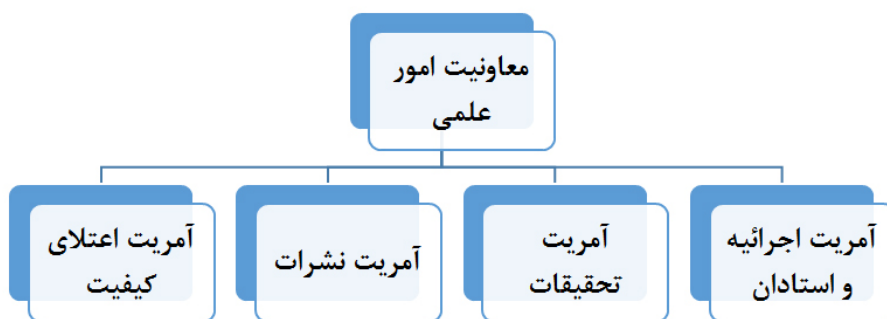 معاونیت امور
علمی
آمریت اجرائیه
و استادان
آمریت
تحقیقات
آمریت نشرات
آمریت اعتلای
کیفیت